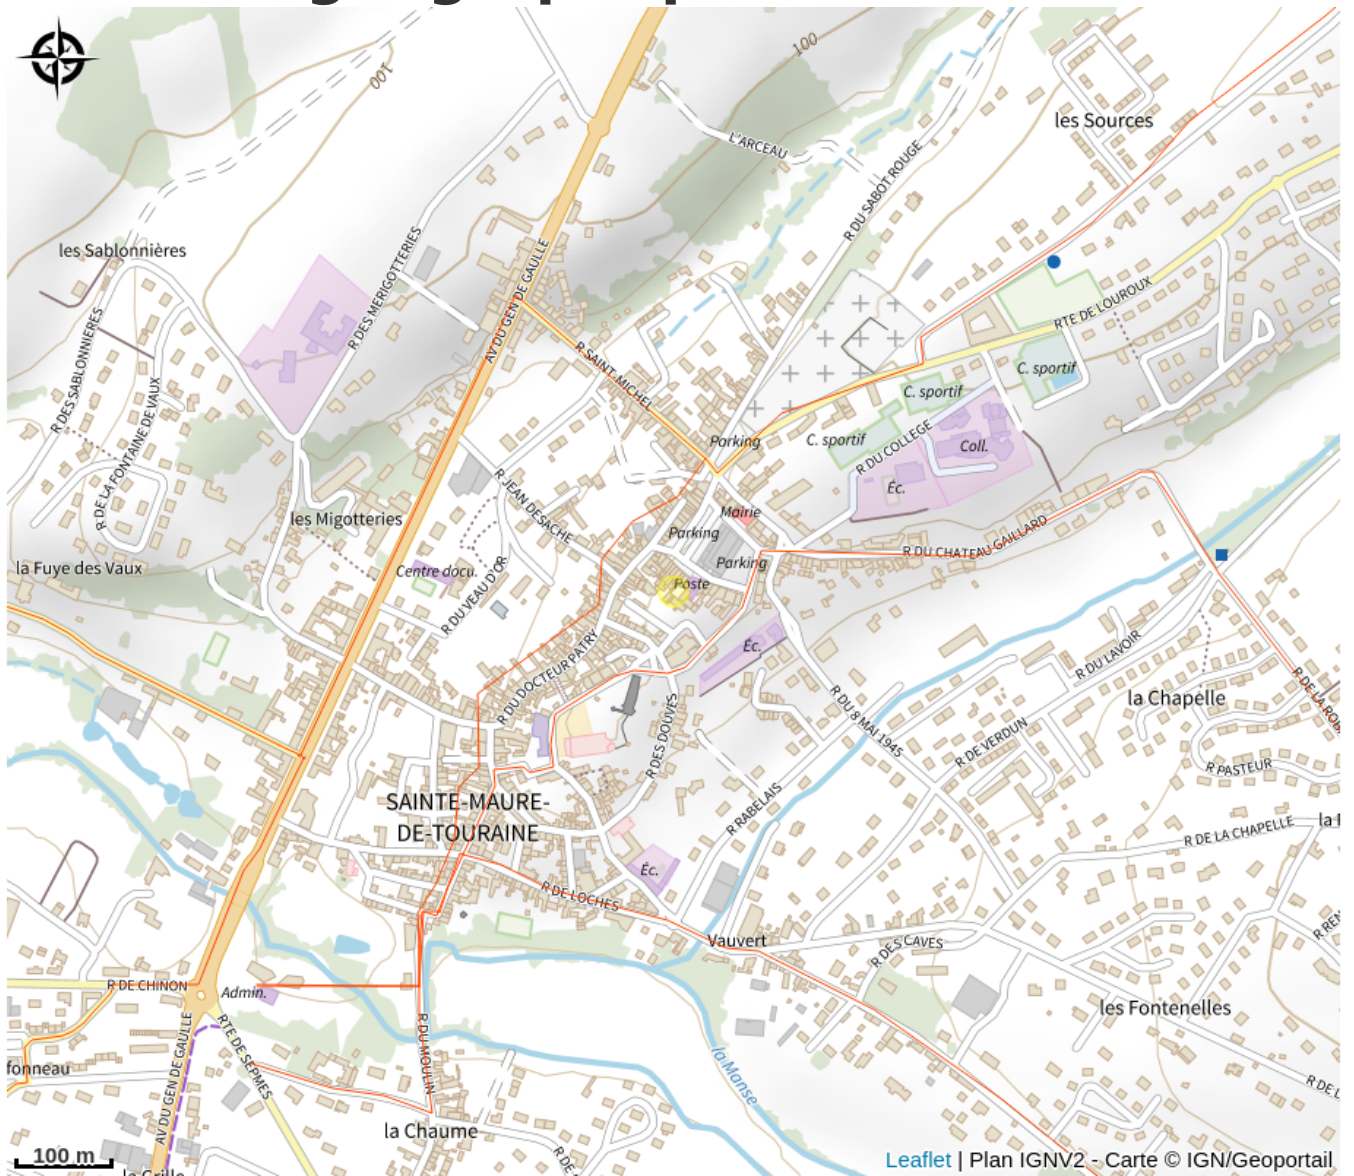 100
100
les Sources
L'ARCEAU
R DU SABOT ROUGE
les Sablonnières
R DES MERIGOTTERIES
AV DU GEN DE GAULLE
RTE DE LOUROUX
R DES SABLONNIERES
R DE LA FONTAINE DE VAUX
R SAINT-MICHEL
C. sportif
C. sportif
C. sportif
R DU COLLEGE
Coll.
Parking
Éc.
les Migotteries
R JEAN DESACHE
Mairie
Parking
Parking
R DU CHATEAU GAILLARD
la Fuye des Vaux
Centre docu.
R DU VEAU D'OR
Poste
Éc.
R DU DOCTEUR PATRY
R DU LAVOIR
R DES DOUVES
R DU 8 MAI 1945
la Chapelle
R DE VERDUN
R PASTEUR
SAINTE-MAURE-
DE-TOURAINE
R RABELAIS
R DE LA CHAPELLE
Éc.
R DE LOCHES
Vauvert
R DES CAVES
R DE CHINON
Admin.
les Fontenelles
AV DU GEN DE GAULLE
RTE DE SEPMES
R DU MOULIN
la Manse
fonneau
la Chaume
100 m
Leaflet | Plan IGNV2 - Carte © IGN/Geoportail